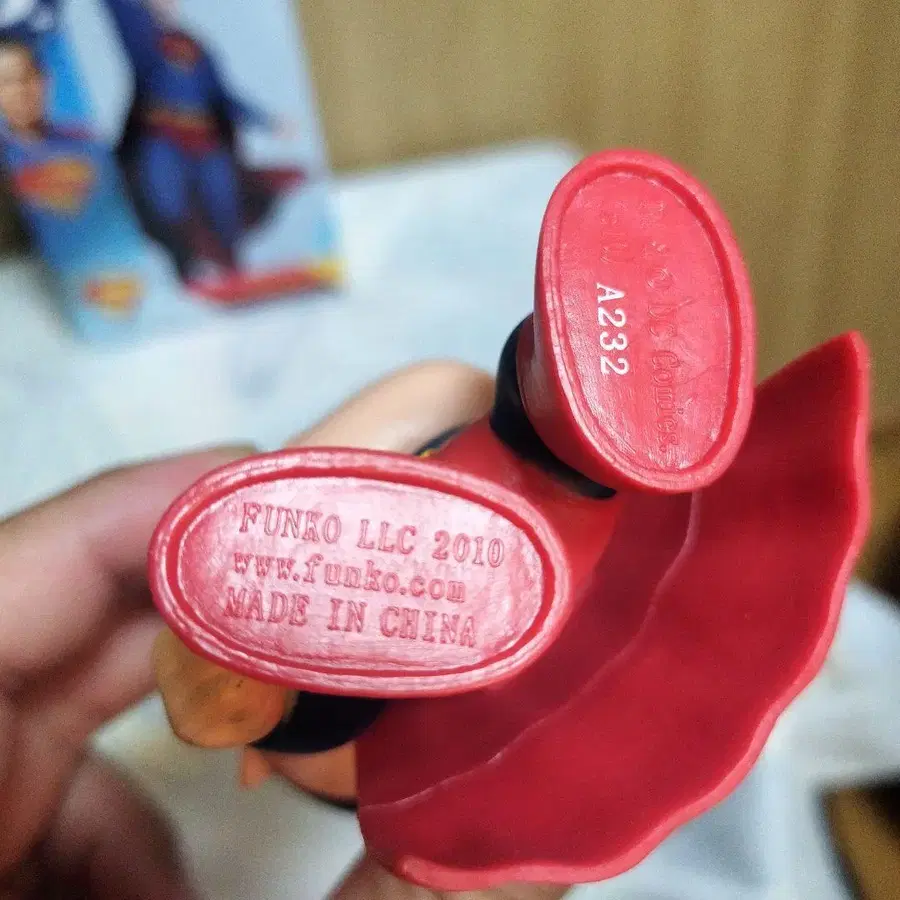 FUNKO LLC 2010
www.funko.com
MADE IN CHINA
DC Comics.
A232